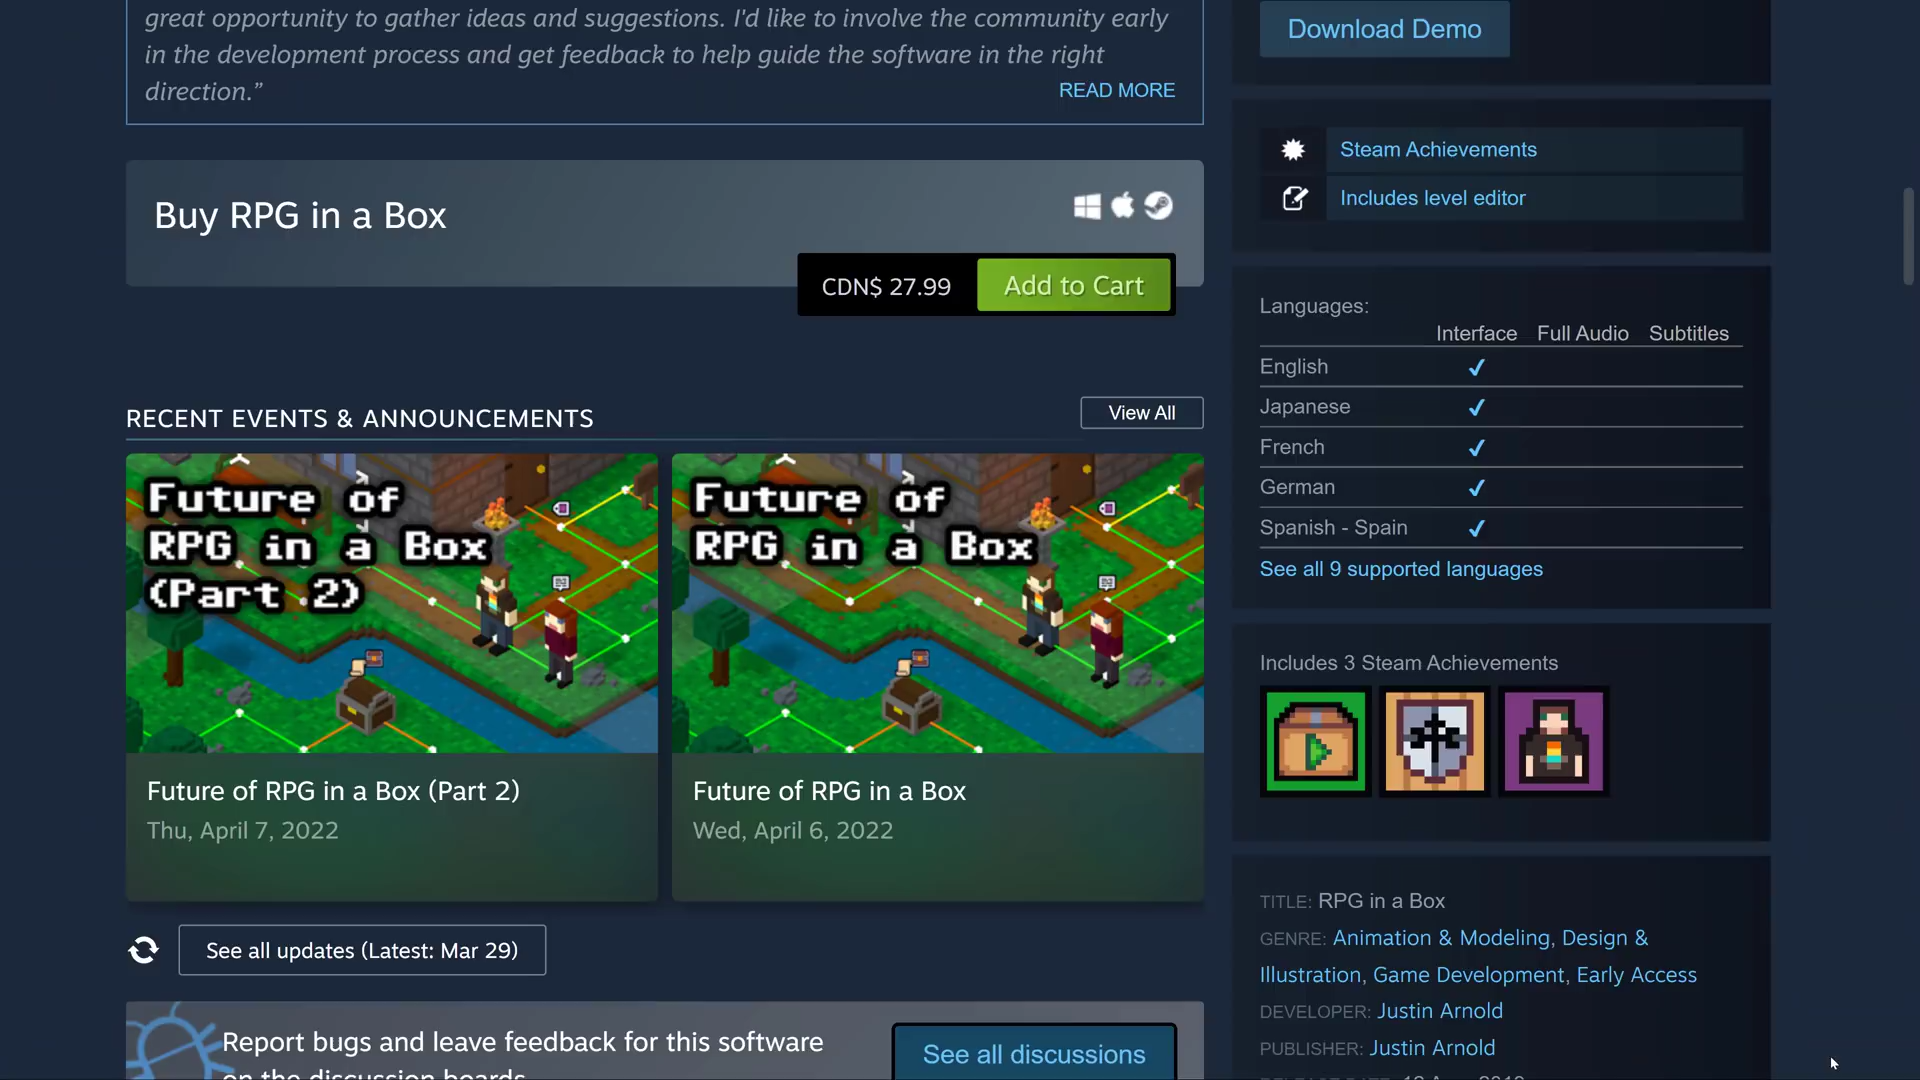 great opportunity to gather ideas and suggestions. I'd like to involve the community early
in the development process and get feedback to help guide the software in the right
direction.”
READ MORE
Buy RPG in a Box
CDN$ 27.99
Add to Cart
RECENT EVENTS & ANNOUNCEMENTS
View All
Future of
RPG in a Box
(Part 2)
Future of RPG in a Box (Part 2)
Thu, April 7, 2022
Future of
RPG in a Box
Future of RPG in a Box
Wed, April 6, 2022
See all updates (Latest: Mar 29)
Report bugs and leave feedback for this software
on the discussion boards
See all discussions
Download Demo
Steam Achievements
Includes level editor
Languages:
Interface Full Audio Subtitles
English ✔
Japanese ✔
French ✔
German ✔
Spanish - Spain ✔
See all 9 supported languages
Includes 3 Steam Achievements
TITLE: RPG in a Box
GENRE: Animation & Modeling, Design &
Illustration, Game Development, Early Access
DEVELOPER: Justin Arnold
PUBLISHER: Justin Arnold